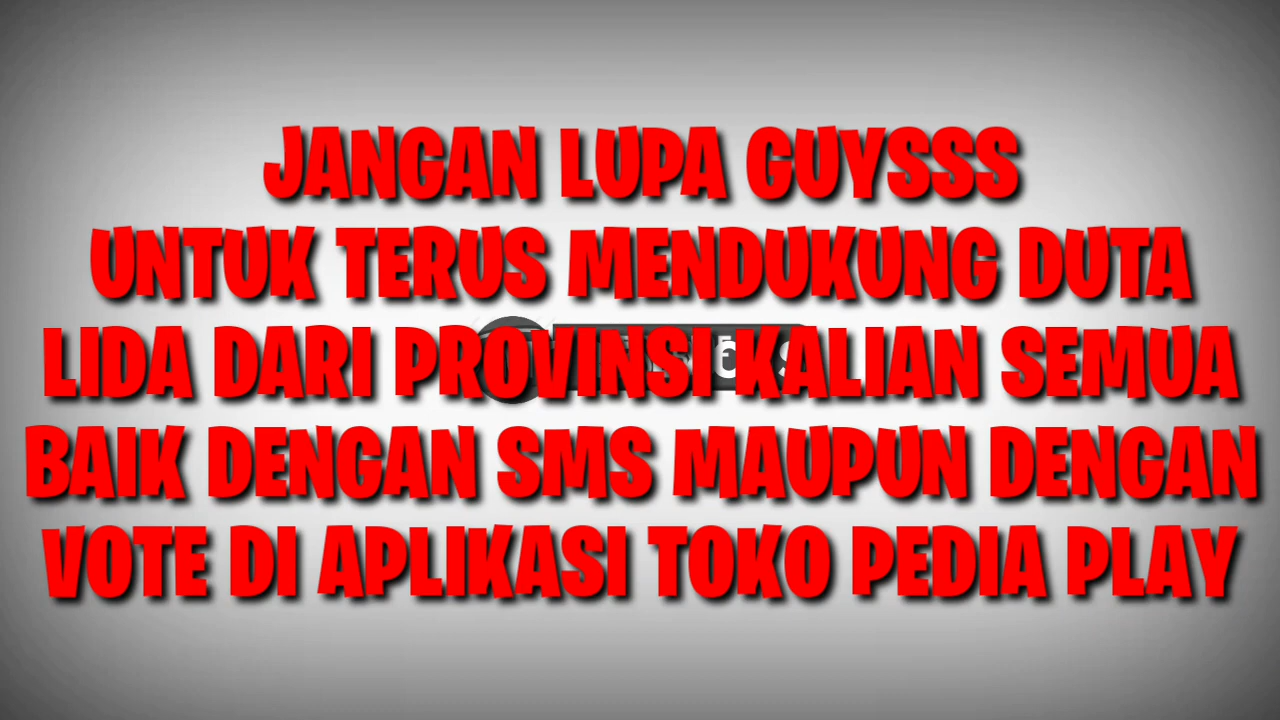 JANGAN LUPA GUYSSS
UNTUK TERUS MENDUKUNG DUTA
LIDA DARI PROVINSI KALIAN SEMUA
BAIK DENGAN SMS MAUPUN DENGAN
VOTE DI APLIKASI TOKO PEDIA PLAY